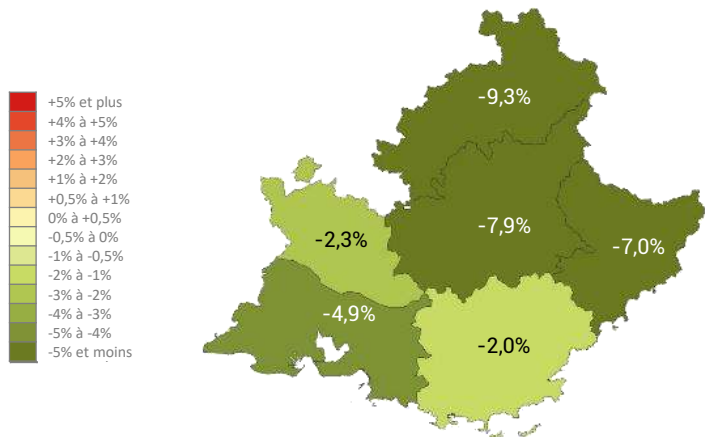 +5% et plus
+4% à +5%
+3% à +4%
+2% à +3%
+1% à +2%
+0,5% à +1%
0% à +0,5%
-0,5% à 0%
-1% à -0,5%
-2% à -1%
-3% à -2%
-4% à -3%
-5% à -4%
-5% et moins
-9,3%
-7,9%
-7,0%
-2,3%
-4,9%
-2,0%